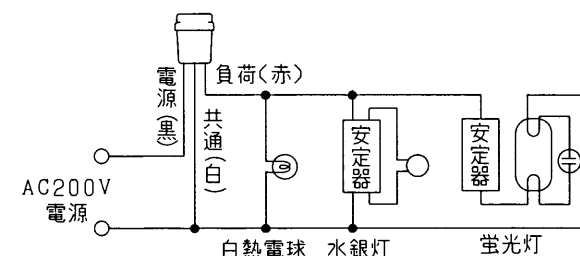 負荷(赤)
電源(黒)
共通(白)
AC200V
電源
安定器
安定器
白熱電球
水銀灯
蛍光灯